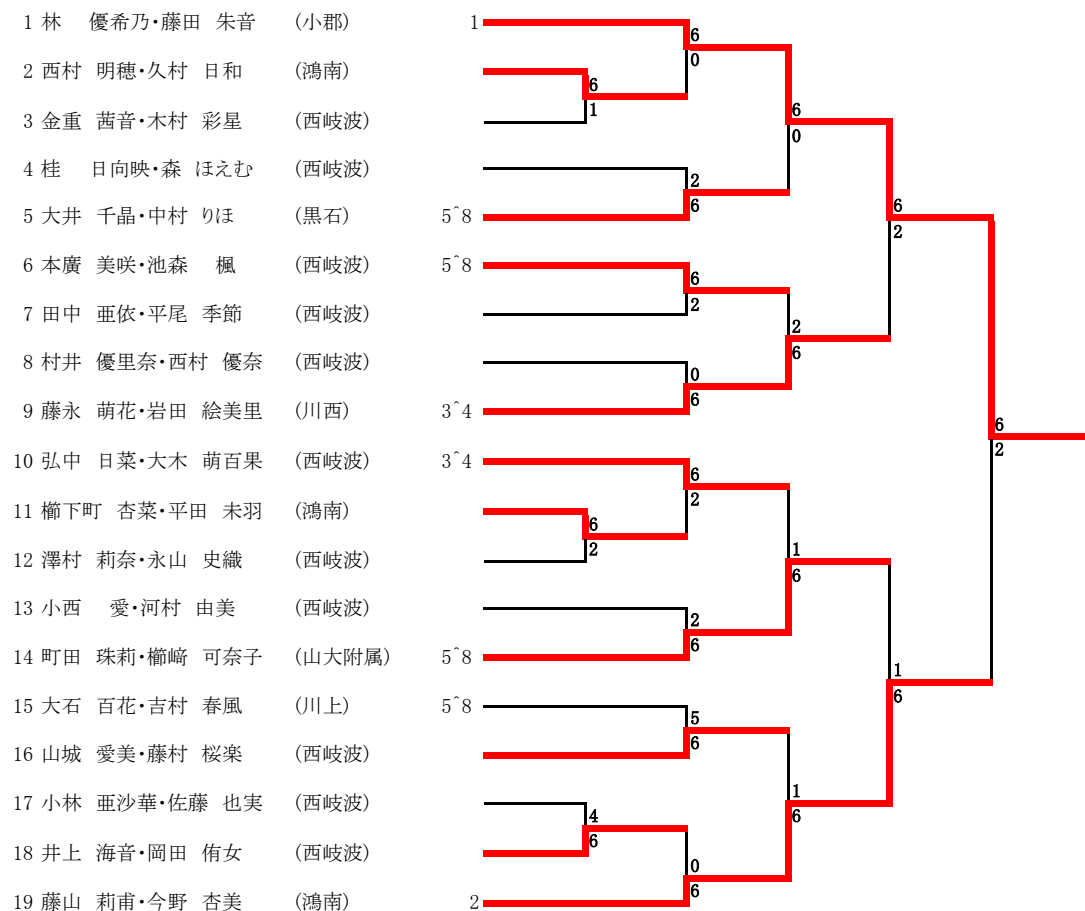 1 林 優希乃・藤田 朱音 (小郡) 1
6
2 西村 明穂・久村 日和 (鴻南)
0
6
3 金重 茜音・木村 彩星 (西岐波)
1
6
0
4 桂 日向映・森 ほえむ (西岐波)
2
5 大井 千晶・中村 りほ (黒石) 5^8
6
6
2
6 本廣 美咲・池森 楓 (西岐波) 5^8
6
7 田中 亜依・平尾 季節 (西岐波)
2
2
6
8 村井 優里奈・西村 優奈 (西岐波)
0
9 藤永 萌花・岩田 絵美里 (川西) 3^4
6
6
2
10 弘中 日菜・大木 萌百果 (西岐波) 3^4
6
11 櫛下町 杏菜・平田 未羽 (鴻南)
2
6
12 澤村 莉奈・永山 史織 (西岐波)
2
1
6
13 小西 愛・河村 由美 (西岐波)
2
14 町田 珠莉・櫛﨑 可奈子 (山大附属) 5^8
6
1
6
15 大石 百花・吉村 春風 (川上) 5^8
5
16 山城 愛美・藤村 桜楽 (西岐波)
6
1
6
17 小林 亜沙華・佐藤 也実 (西岐波)
4
18 井上 海音・岡田 侑女 (西岐波)
6
0
19 藤山 莉甫・今野 杏美 (鴻南) 2
6